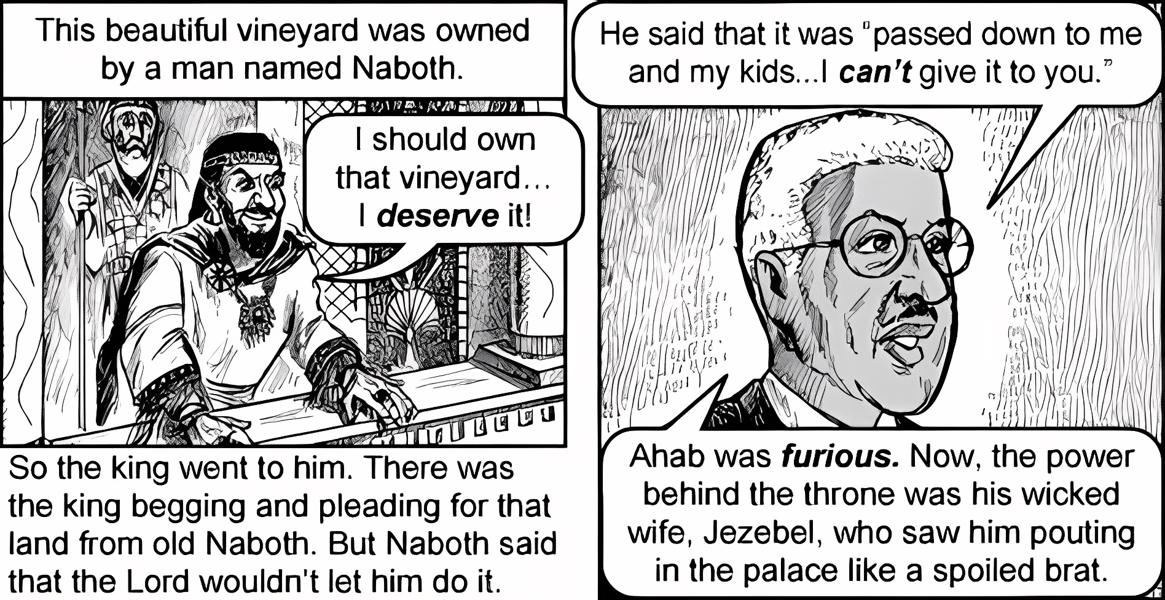 This beautiful vineyard was owned
by a man named Naboth.
I should own
that vineyard...
I deserve it!
So the king went to him. There was
the king begging and pleading for that
land from old Naboth. But Naboth said
that the Lord wouldn't let him do it.
He said that it was "passed down to me
and my kids...I can't give it to you."
Ahab was furious. Now, the power
behind the throne was his wicked
wife, Jezebel, who saw him pouting
in the palace like a spoiled brat.